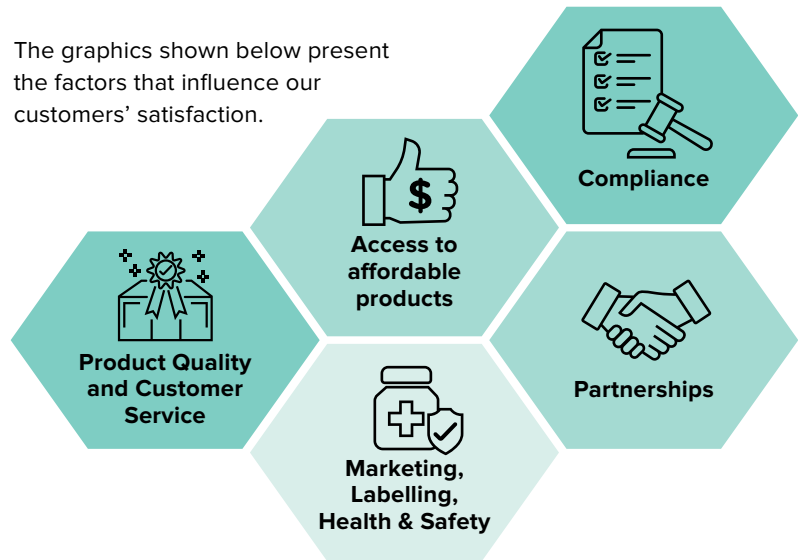 The graphics shown below present
the factors that influence our
customers’ satisfaction.
Compliance
$
Access to
affordable
products
Product Quality
and Customer
Service
Partnerships
Marketing,
Labelling,
Health & Safety